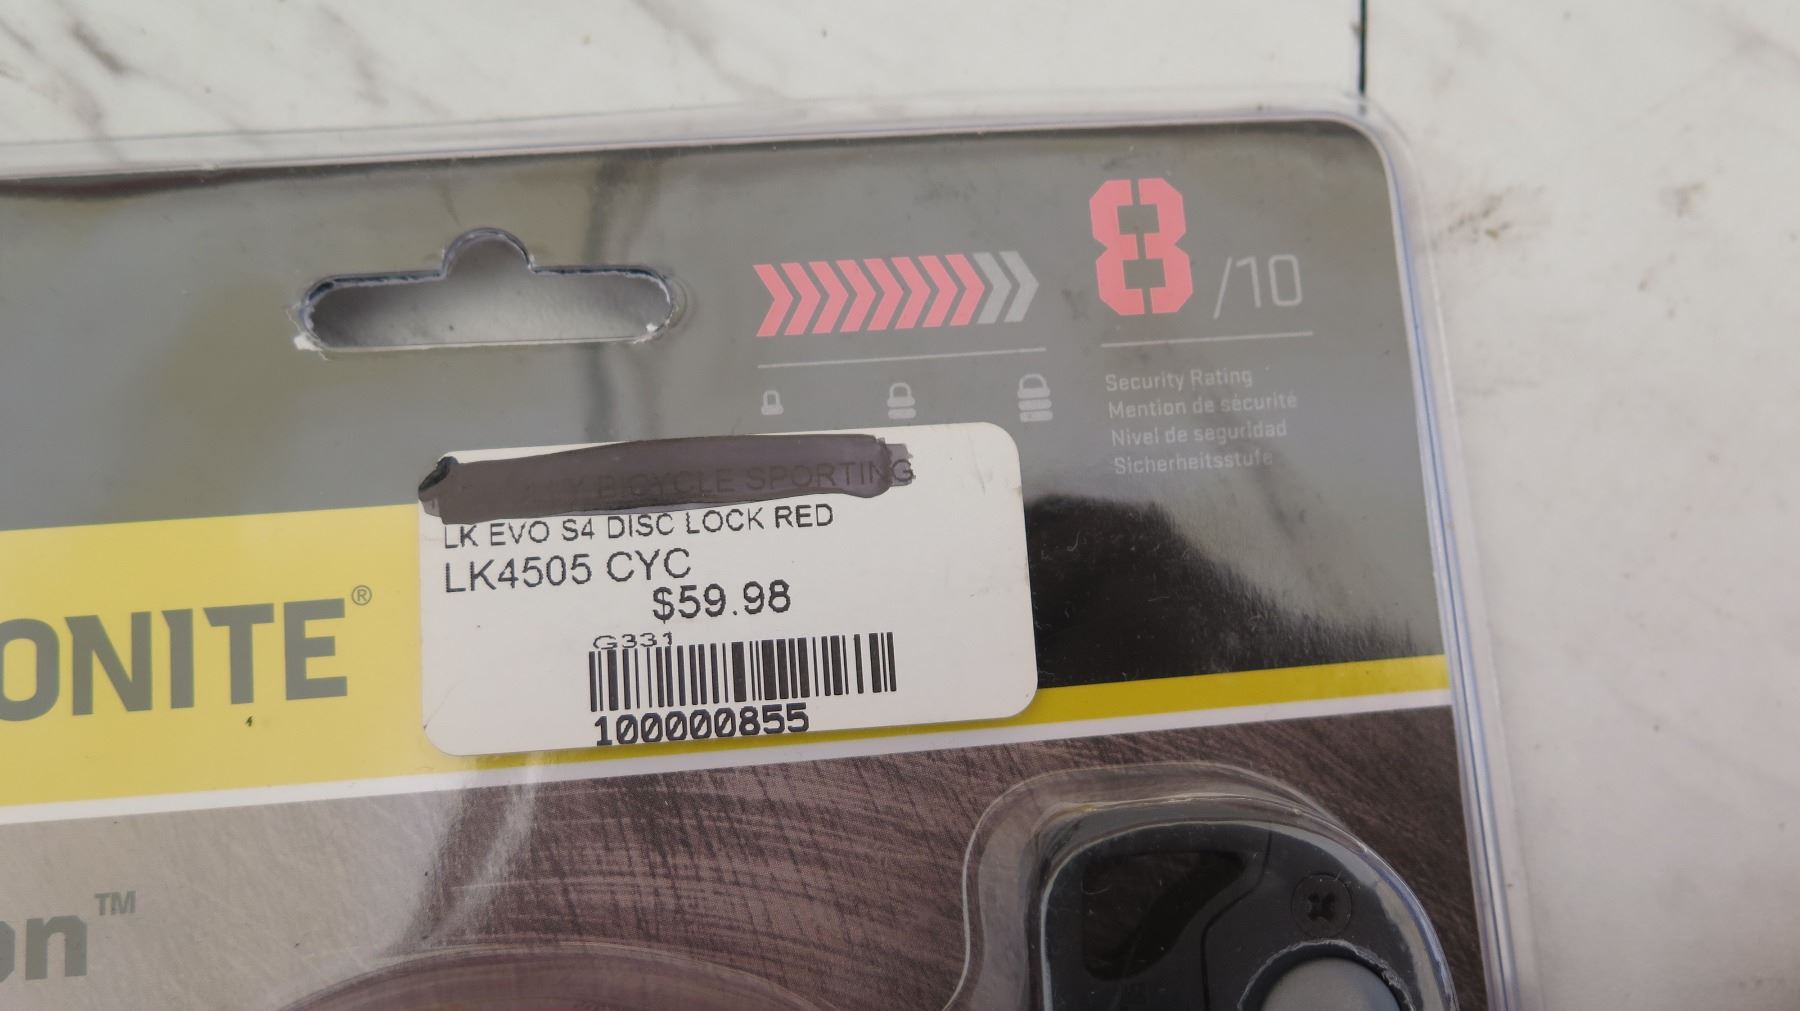 8 /10
Security Rating
Mention de sécurité
Nivel de seguridad
Sicherheitsstufe
BICYCLE SPORTING
LK EVO S4 DISC LOCK RED
LK4505 CYC
$59.98
G331
100000855
ONITE®
on™